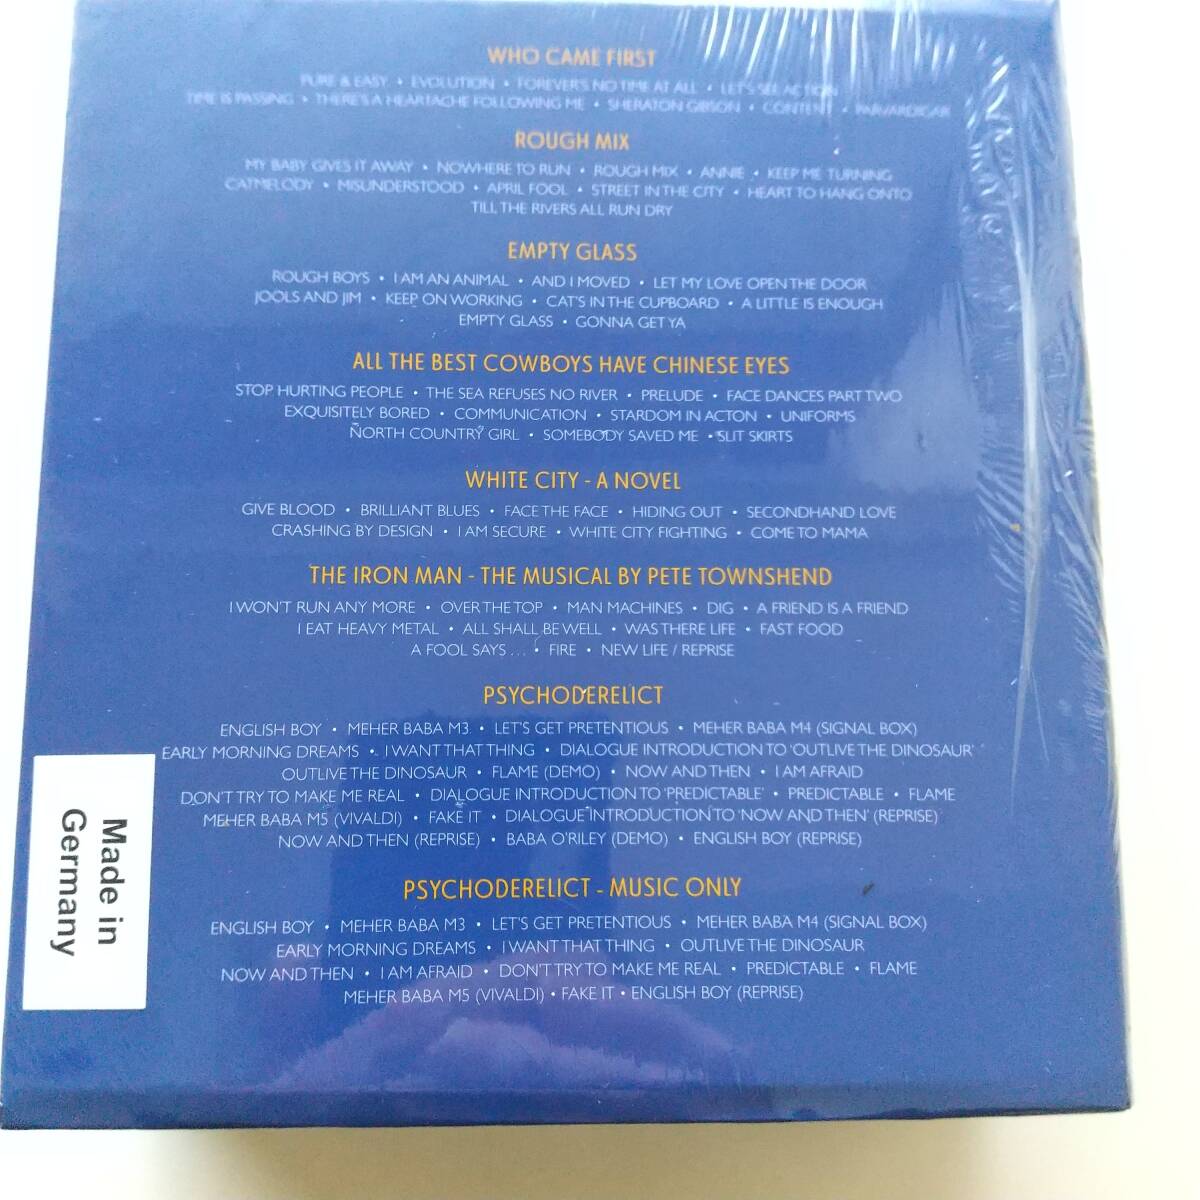 WHO CAME FIRST
PURE & EASY • EVOLUTION • FOREVER'S NO TIME AT ALL • LET'S SEE ACTION
TIME IS PASSING • THERE'S A HEARTACHE FOLLOWING ME • SHERATON GIBSON • CONTENT • PARVARDIGAR
ROUGH MIX
MY BABY GIVES IT AWAY • NOWHERE TO RUN • ROUGH MIX • ANNIE • KEEP ME TURNING
CATMELODY • MISUNDERSTOOD • APRIL FOOL • STREET IN THE CITY • HEART TO HANG ONTO
TILL THE RIVERS ALL RUN DRY
EMPTY GLASS
ROUGH BOYS • I AM AN ANIMAL • AND I MOVED • LET MY LOVE OPEN THE DOOR
JOOLS AND JIM • KEEP ON WORKING • CAT'S IN THE CUPBOARD • A LITTLE IS ENOUGH
EMPTY GLASS • GONNA GET YA
ALL THE BEST COWBOYS HAVE CHINESE EYES
STOP HURTING PEOPLE • THE SEA REFUSES NO RIVER • PRELUDE • FACE DANCES PART TWO
EXQUISITELY BORED • COMMUNICATION • STARDOM IN ACTON • UNIFORMS
NORTH COUNTRY GIRL • SOMEBODY SAVED ME • SLIT SKIRTS
WHITE CITY - A NOVEL
GIVE BLOOD • BRILLIANT BLUES • FACE THE FACE • HIDING OUT • SECONDHAND LOVE
CRASHING BY DESIGN • I AM SECURE • WHITE CITY FIGHTING • COME TO MAMA
THE IRON MAN - THE MUSICAL BY PETE TOWNSHEND
I WON'T RUN ANY MORE • OVER THE TOP • MAN MACHINES • DIG • A FRIEND IS A FRIEND
I EAT HEAVY METAL • ALL SHALL BE WELL • WAS THERE LIFE • FAST FOOD
A FOOL SAYS ... • FIRE • NEW LIFE / REPRISE
PSYCHODERELICT
ENGLISH BOY • MEHER BABA M3 • LET'S GET PRETENTIOUS • MEHER BABA M4 (SIGNAL BOX)
EARLY MORNING DREAMS • I WANT THAT THING • DIALOGUE INTRODUCTION TO 'OUTLIVE THE DINOSAUR'
OUTLIVE THE DINOSAUR • FLAME (DEMO) • NOW AND THEN • I AM AFRAID
DON'T TRY TO MAKE ME REAL • DIALOGUE INTRODUCTION TO 'PREDICTABLE' • PREDICTABLE • FLAME
MEHER BABA M5 (VIVALDI) • FAKE IT • DIALOGUE INTRODUCTION TO 'NOW AND THEN' (REPRISE)
NOW AND THEN (REPRISE) • BABA O'RILEY (DEMO) • ENGLISH BOY (REPRISE)
PSYCHODERELICT - MUSIC ONLY
ENGLISH BOY • MEHER BABA M3 • LET'S GET PRETENTIOUS • MEHER BABA M4 (SIGNAL BOX)
EARLY MORNING DREAMS • I WANT THAT THING • OUTLIVE THE DINOSAUR
NOW AND THEN • I AM AFRAID • DON'T TRY TO MAKE ME REAL • PREDICTABLE • FLAME
MEHER BABA M5 (VIVALDI) • FAKE IT • ENGLISH BOY (REPRISE)
Made in
Germany